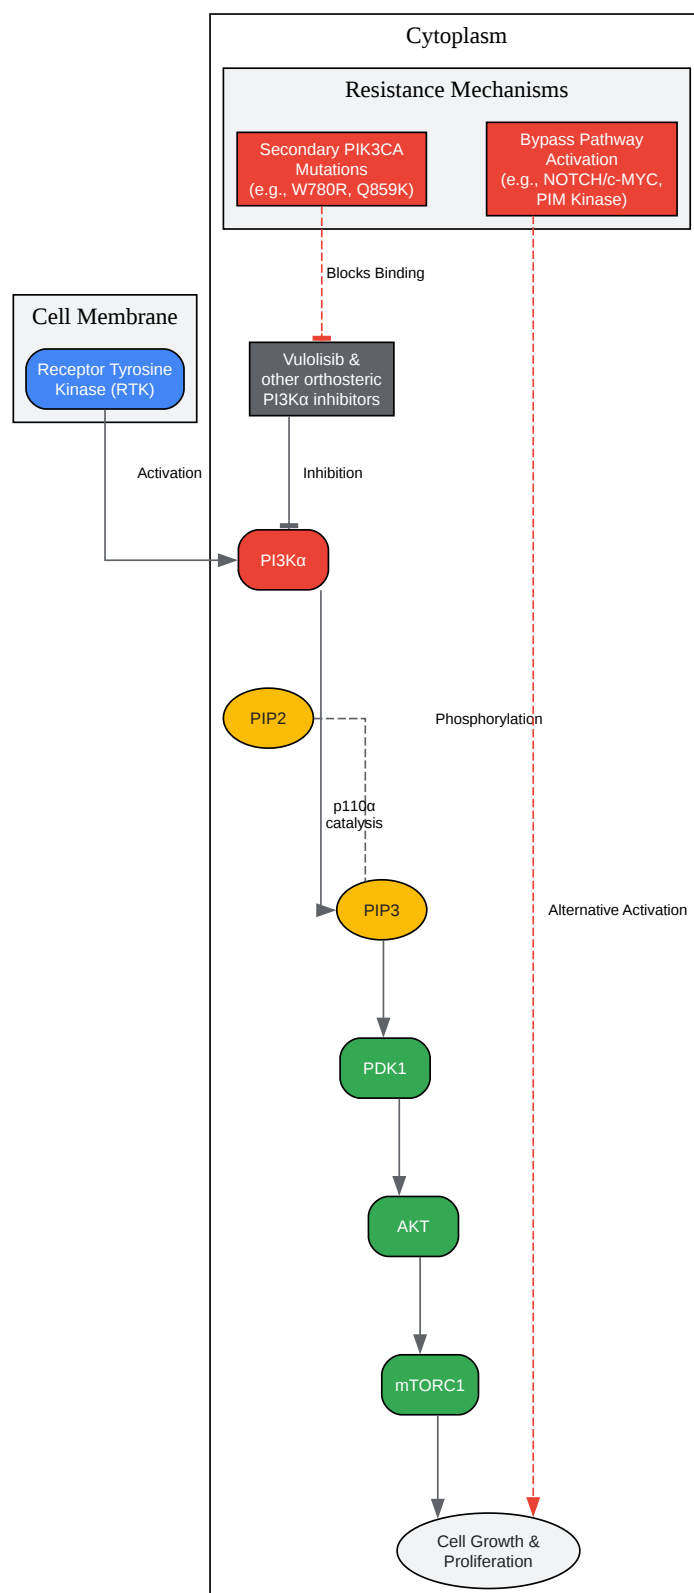 Cytoplasm
Resistance Mechanisms
Secondary PIK3CA
Mutations
(e.g., W780R, Q859K)
Bypass Pathway
Activation
(e.g., NOTCH/c-MYC,
PIM Kinase)
Blocks Binding
Cell Membrane
Receptor Tyrosine
Kinase (RTK)
Vulolisib &
other orthosteric
PI3Kα inhibitors
Activation
Inhibition
PI3Kα
PIP2
Phosphorylation
p110α
catalysis
PIP3
Alternative Activation
PDK1
AKT
mTORC1
Cell Growth &
Proliferation